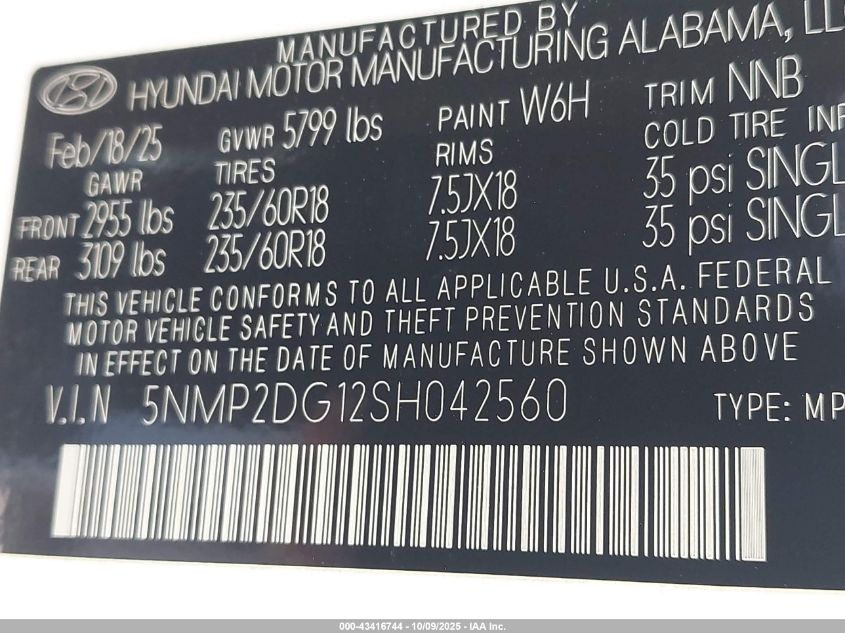 MANUFACTURED BY
HYUNDAI MOTOR MANUFACTURING ALABAMA, LL
Feb/18/25 GVWR 5799 lbs PAINT W6H TRIM NNB
GAWR TIRES RIMS COLD TIRE INF
FRONT 2955 lbs 235/60R18 7.5JX18 35 psi SINGL
REAR 3109 lbs 235/60R18 7.5JX18 35 psi SINGL
THIS VEHICLE CONFORMS TO ALL APPLICABLE U.S.A. FEDERAL
MOTOR VEHICLE SAFETY AND THEFT PREVENTION STANDARDS
IN EFFECT ON THE DATE OF MANUFACTURE SHOWN ABOVE
V.I.N 5NMP2DG12SH042560 TYPE: MP
000-43416744 - 10/09/2025 - IAA Inc.